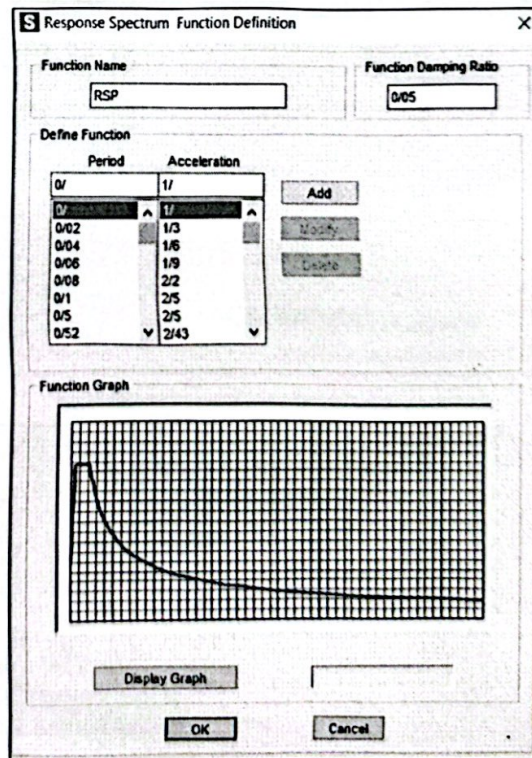 S Response Spectrum Function Definition X
Function Name
Function Damping Ratio
RSP
0/05
Define Function
Period Acceleration
0/ 1/
Add
0/ 1/
0/02 1/3
Modify
0/04 1/6
0/06 1/9
Delete
0/08 2/2
0/1 2/5
0/5 2/5
0/52 2/43
Function Graph
Display Graph
OK Cancel